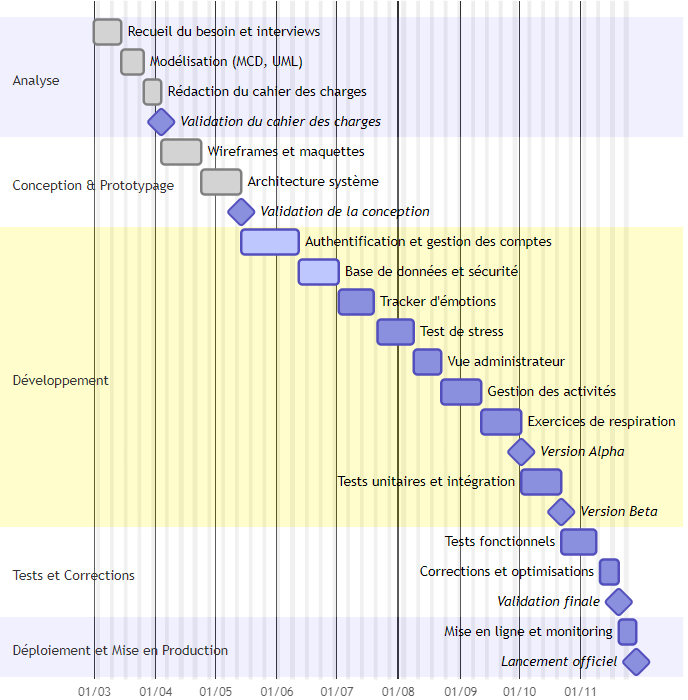 Recueil du besoin et interviews
Modélisation (MCD, UML)
Analyse
Rédaction du cahier des charges
Validation du cahier des charges
Wireframes et maquettes
Conception & Prototypage
Architecture système
Validation de la conception
Authentification et gestion des comptes
Base de données et sécurité
Tracker d'émotions
Test de stress
Vue administrateur
Développement
Gestion des activités
Exercices de respiration
Version Alpha
Tests unitaires et intégration
Version Beta
Tests fonctionnels
Tests et Corrections
Corrections et optimisations
Validation finale
Mise en ligne et monitoring
Déploiement et Mise en Production
Lancement officiel
01/03 01/04 01/05 01/06 01/07 01/08 01/09 01/10 01/11